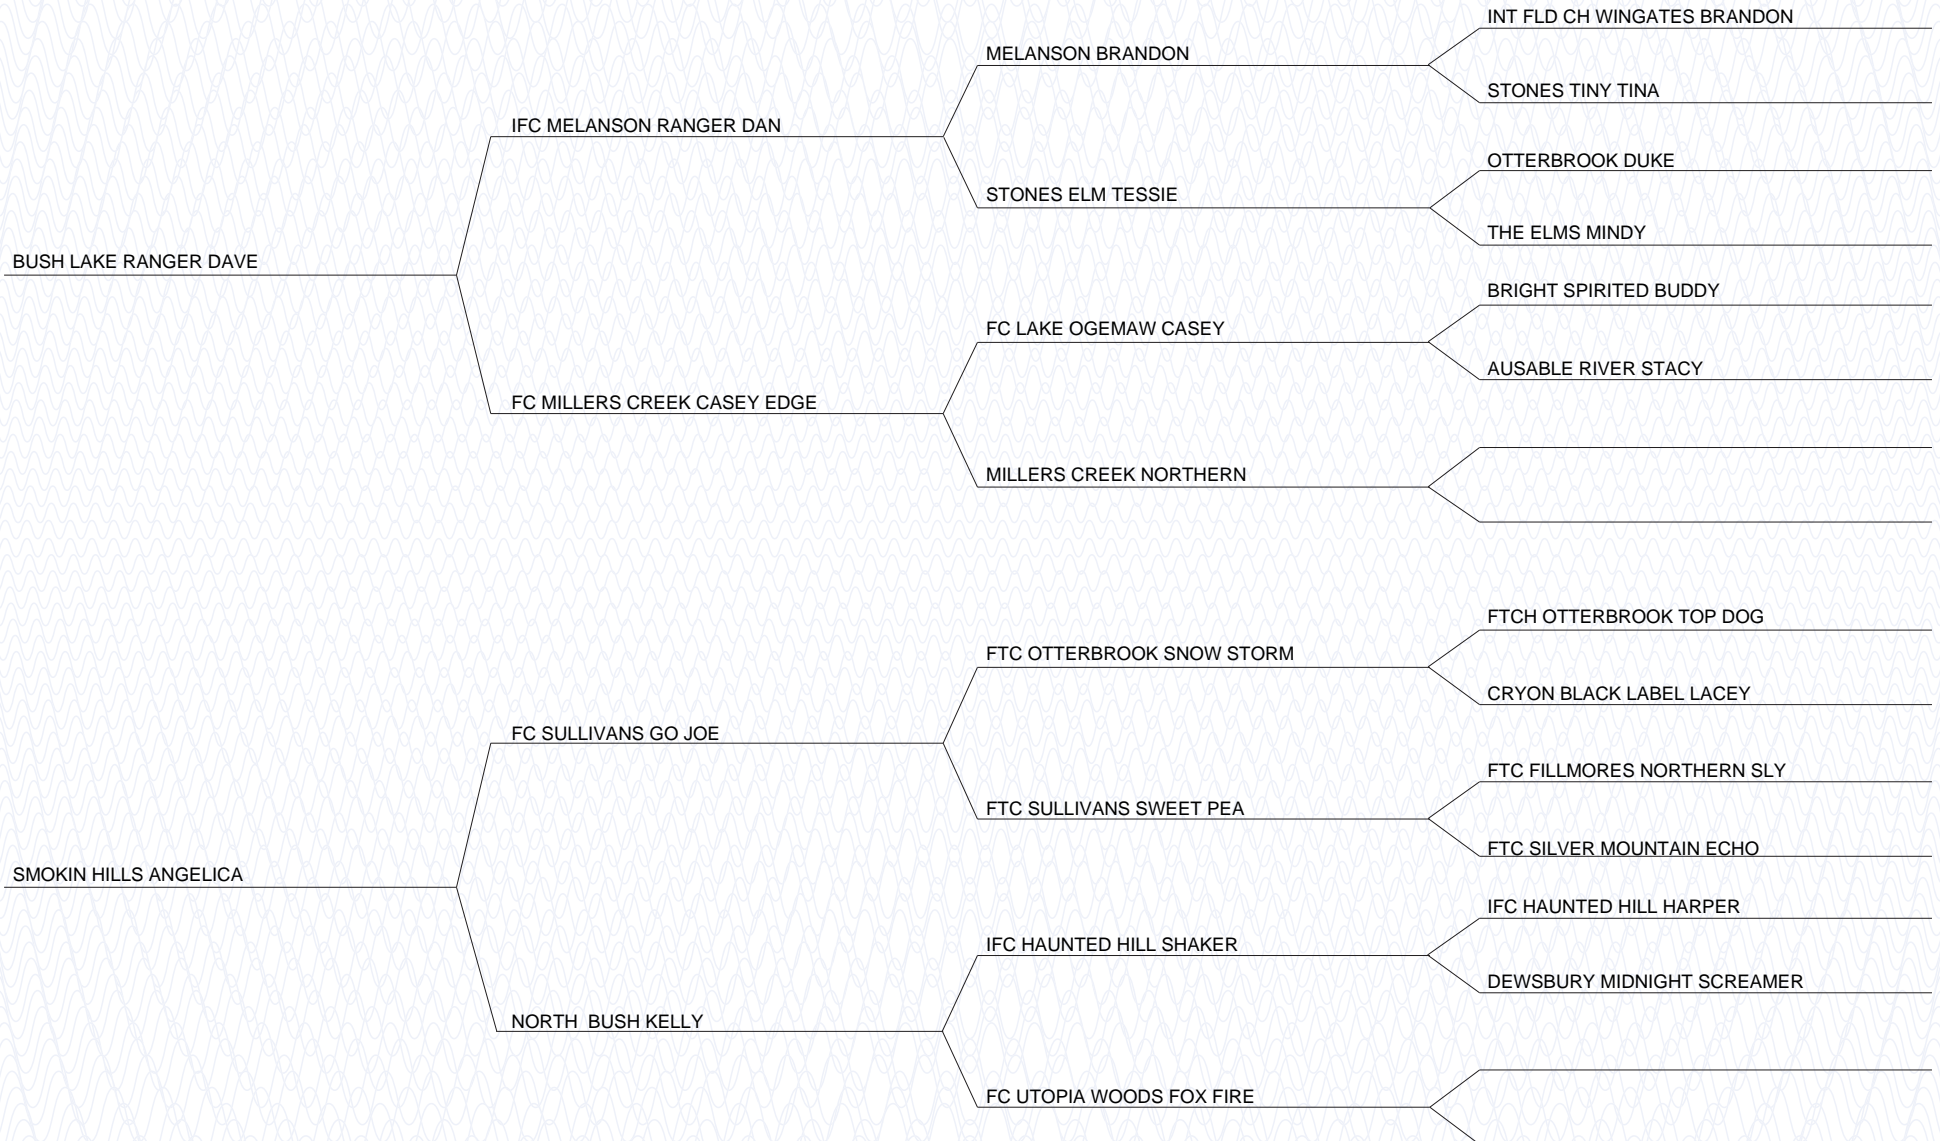 INT FLD CH WINGATES BRANDON
MELANSON BRANDON
STONES TINY TINA
IFC MELANSON RANGER DAN
OTTERBROOK DUKE
STONES ELM TESSIE
THE ELMS MINDY
BUSH LAKE RANGER DAVE
BRIGHT SPIRITED BUDDY
FC LAKE OGEMAW CASEY
AUSABLE RIVER STACY
FC MILLERS CREEK CASEY EDGE
MILLERS CREEK NORTHERN
FTCH OTTERBROOK TOP DOG
FTC OTTERBROOK SNOW STORM
CRYON BLACK LABEL LACEY
FC SULLIVANS GO JOE
FTC FILLMORES NORTHERN SLY
FTC SULLIVANS SWEET PEA
FTC SILVER MOUNTAIN ECHO
SMOKIN HILLS ANGELICA
IFC HAUNTED HILL HARPER
IFC HAUNTED HILL SHAKER
DEWSBURY MIDNIGHT SCREAMER
NORTH  BUSH KELLY
FC UTOPIA WOODS FOX FIRE